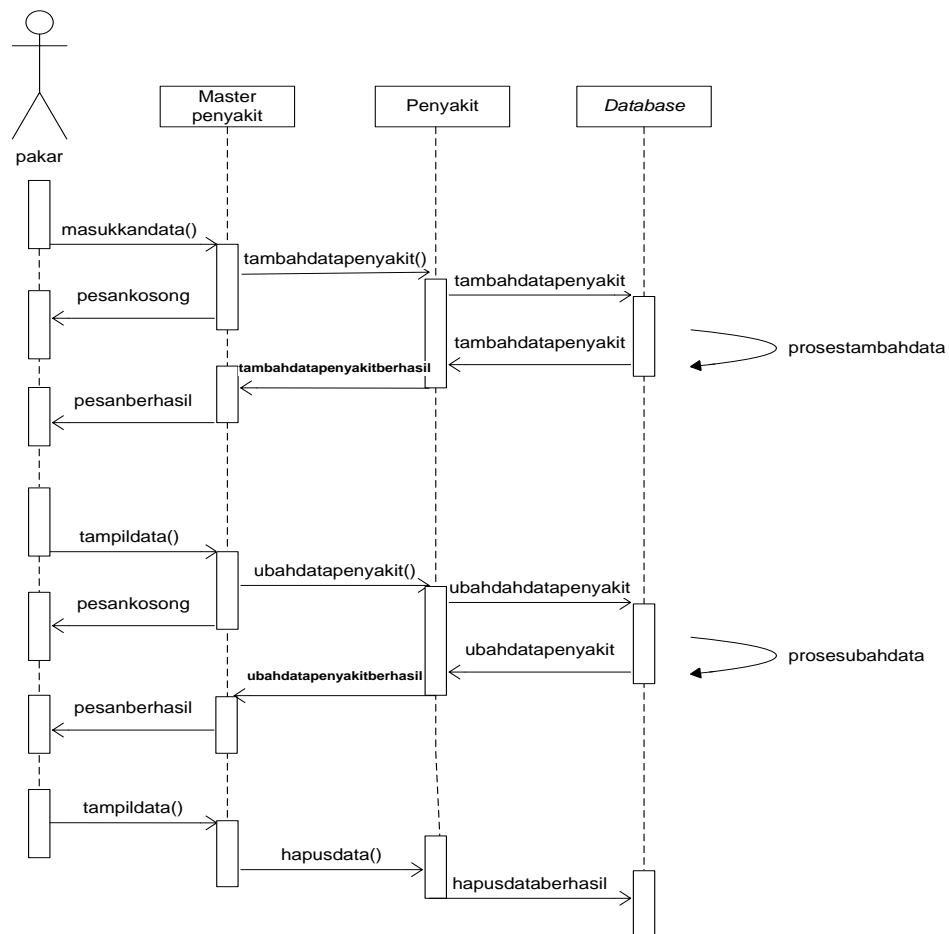 pakar
Master
penyakit
Penyakit
Database
masukkandata()
tambahdatapenyakit()
tambahdatapenyakit
pesankosong
tambahdatapenyakit
prosestambahdata
tambahdatapenyakitberhasil
pesanberhasil
tampildata()
ubahdatapenyakit()
ubahdahdatapenyakit
pesankosong
ubahdatapenyakit
prosesubahdata
ubahdatapenyakitberhasil
pesanberhasil
tampildata()
hapusdata()
hapusdataberhasil